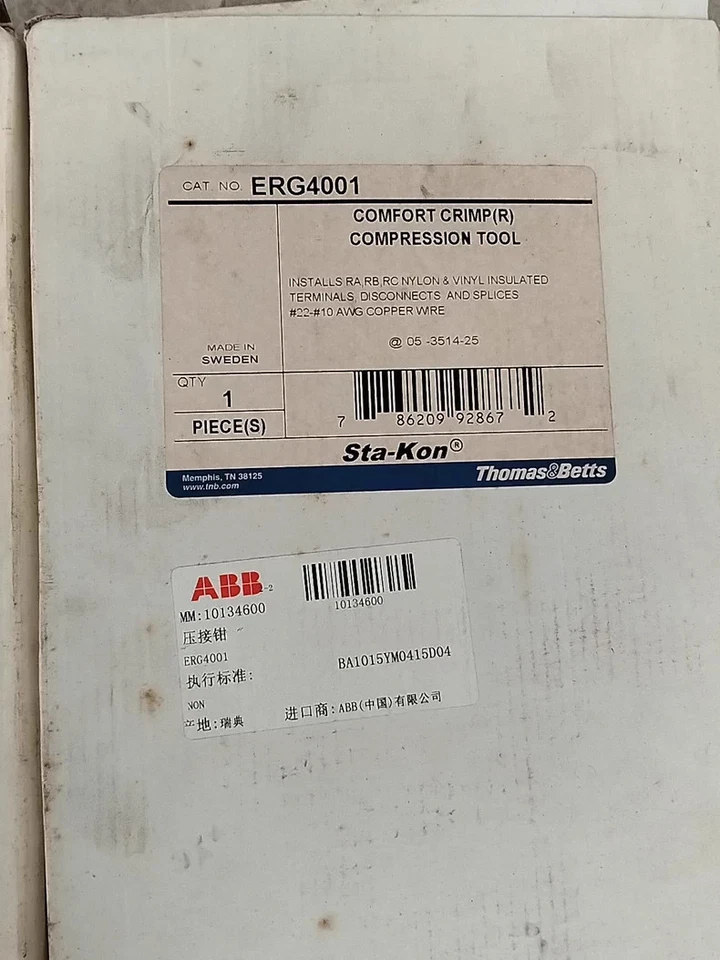 CAT. NO. ERG4001
COMFORT CRIMP(R)
COMPRESSION TOOL
INSTALLS RA,RB,RC NYLON & VINYL INSULATED
TERMINALS, DISCONNECTS AND SPLICES
#22-#10 AWG COPPER WIRE
@ 05 -3514-25
MADE IN
SWEDEN
QTY
1
PIECE(S)
7 86209 92867 2
Sta-Kon®
Memphis, TN 38125
www.tnb.com
Thomas&Betts
ABB -2
MM:10134600
10134600
压接钳
ERG4001
BA1015YM0415D04
执行标准:
NON
产地:瑞典
进口商:ABB(中国)有限公司